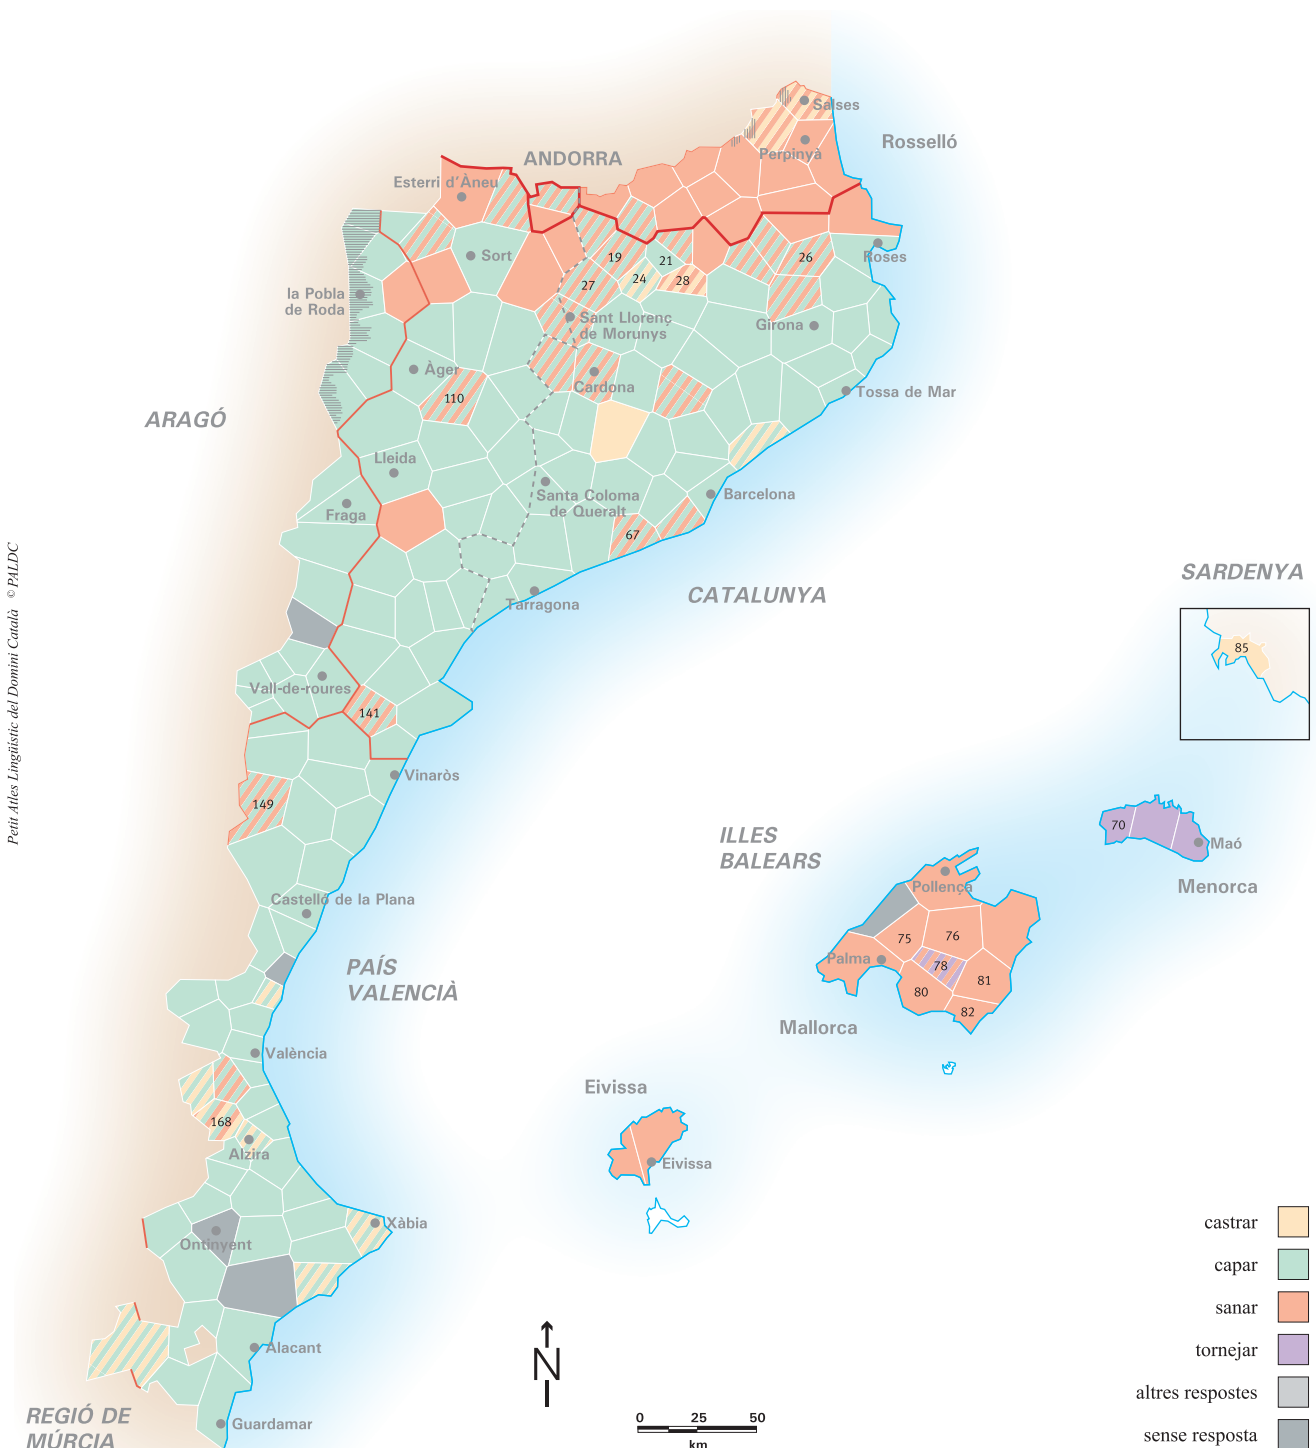 Salses
Rosselló
ANDORRA
Perpinyà
Esterri d'Àneu
Roses
Sort
19
21
26
24
28
27
la Pobla
de Roda
Sant Llorenç
de Morunys
Girona
Àger
Cardona
Tossa de Mar
110
ARAGÓ
Lleida
Santa Coloma
de Queralt
Barcelona
Fraga
67
SARDENYA
85
CATALUNYA
Tarragona
Petit Atles Lingüístic del Domini Català © PALDC
Vall-de-roures
141
Vinaròs
149
ILLES
BALEARS
70
Maó
Menorca
Pollença
Castelló de la Plana
75
76
Palma
78
81
80
82
PAÍS
VALENCIÀ
Mallorca
València
Eivissa
168
Alzira
Eivissa
Xàbia
Ontinyent
Alacant
Guardamar
REGIÓ DE
MÚRCIA
N
0 25 50
km
castrar
capar
sanar
tornejar
altres respostes
sense resposta